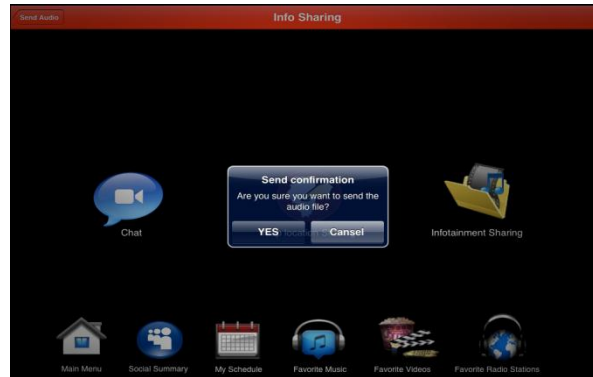 Send Audio
Info Sharing
Send confirmation
Are you sure you want to send the
audio file?
YES
Cansel
Chat
location
Infotainment Sharing
Main Menu
Social Summary
My Schedule
Favorite Music
Favorite Videos
Favorite Radio Stations